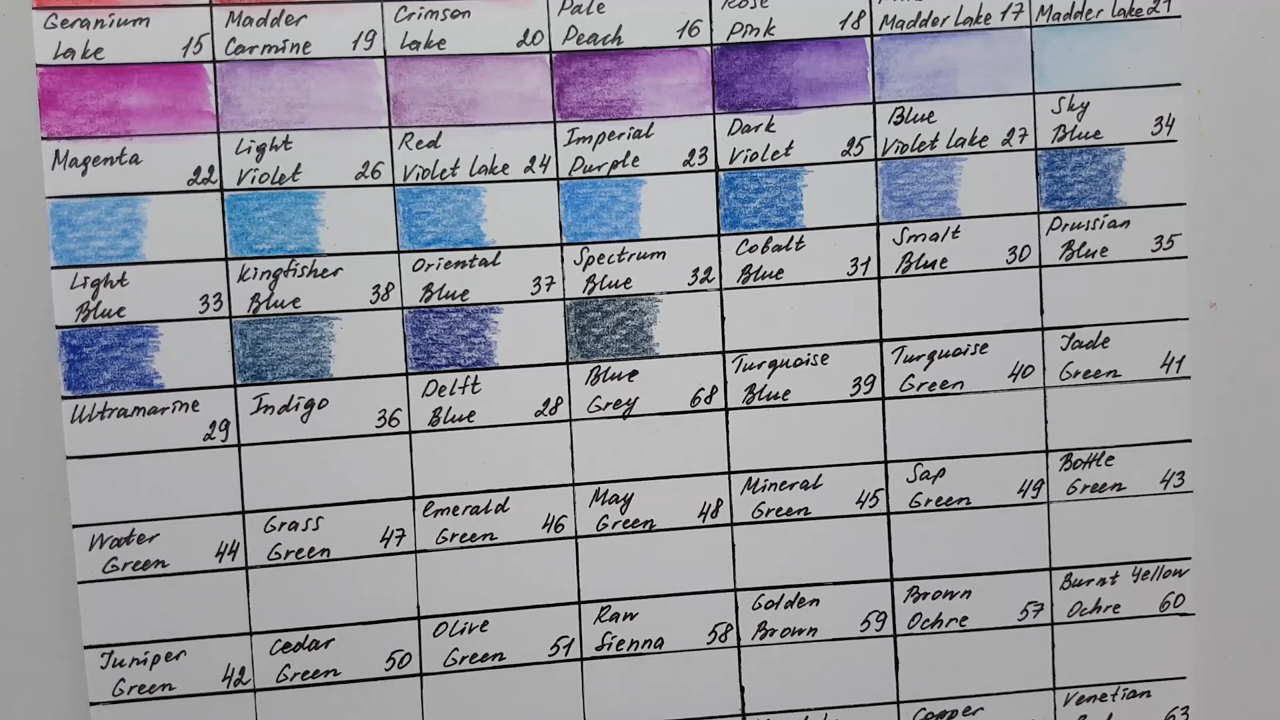 Geranium
Lake 15
Madder
Carmine 19
Crimson
Lake 20
Pale
Peach 16
Rose
Pink 18
Madder Lake 17
Madder Lake 21
Magenta
22
Light
Violet 26
Red
Violet Lake 24
Imperial
Purple 23
Dark
Violet 25
Blue
Violet Lake 27
Sky
Blue 34
Light
Blue 33
Kingfisher
Blue 38
Oriental
Blue 37
Spectrum
Blue 32
Cobalt
Blue 31
Smalt
Blue 30
Prussian
Blue 35
Ultramarine
29
Indigo
36
Delft
Blue 28
Blue
Grey 68
Turquoise
Blue 39
Turquoise
Green 40
Jade
Green 41
Water
Green 44
Grass
Green 47
Emerald
Green 46
May
Green 48
Mineral
Green 45
Sap
Green 49
Bottle
Green 43
Juniper
Green 42
Cedar
Green 50
Olive
Green 51
Raw
Sienna 58
Golden
Brown 59
Brown
Ochre 57
Burnt Yellow
Ochre 60
Copper
Venetian
63